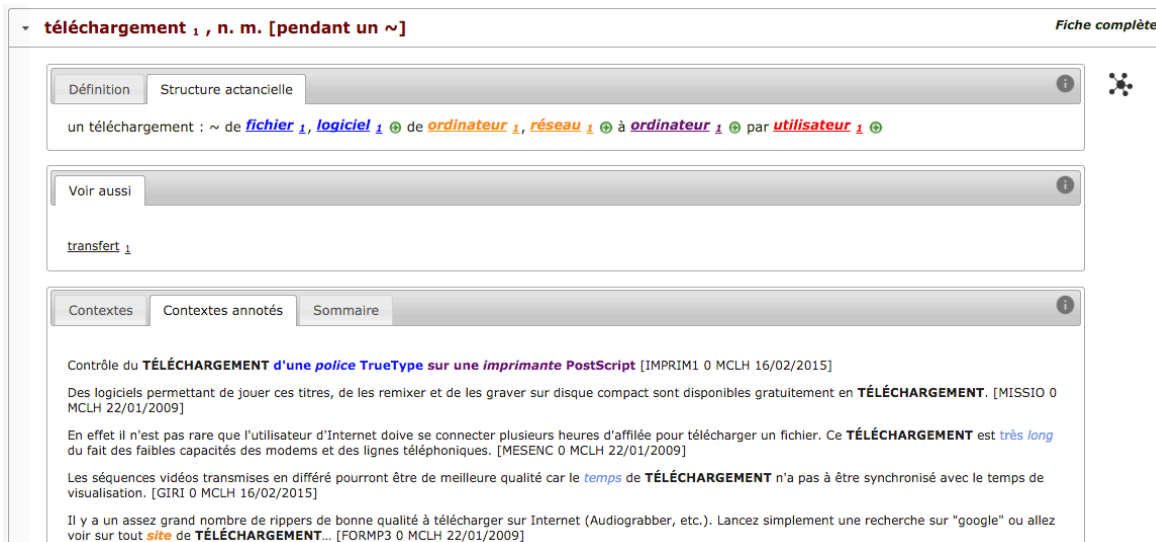 téléchargement 1 , n. m. [pendant un ~]
Fiche complète
Définition
Structure actancielle
un téléchargement : ~ de fichier 1, logiciel 1 de ordinateur 1, réseau 1 à ordinateur 1 par utilisateur 1
Voir aussi
transfert 1
Contextes
Contextes annotés
Sommaire
Contrôle du TÉLÉCHARGEMENT d'une police TrueType sur une imprimante PostScript [IMPRIM1 0 MCLH 16/02/2015]
Des logiciels permettant de jouer ces titres, de les remixer et de les graver sur disque compact sont disponibles gratuitement en TÉLÉCHARGEMENT. [MISSIO 0
MCLH 22/01/2009]
En effet il n'est pas rare que l'utilisateur d'Internet doive se connecter plusieurs heures d'affilée pour télécharger un fichier. Ce TÉLÉCHARGEMENT est très long
du fait des faibles capacités des modems et des lignes téléphoniques. [MESENC 0 MCLH 22/01/2009]
Les séquences vidéos transmises en différé pourront être de meilleure qualité car le temps de TÉLÉCHARGEMENT n'a pas à être synchronisé avec le temps de
visualisation. [GIRI 0 MCLH 16/02/2015]
Il y a un assez grand nombre de rippers de bonne qualité à télécharger sur Internet (Audiograbber, etc.). Lancez simplement une recherche sur "google" ou allez
voir sur tout site de TÉLÉCHARGEMENT... [FORMP3 0 MCLH 22/01/2009]